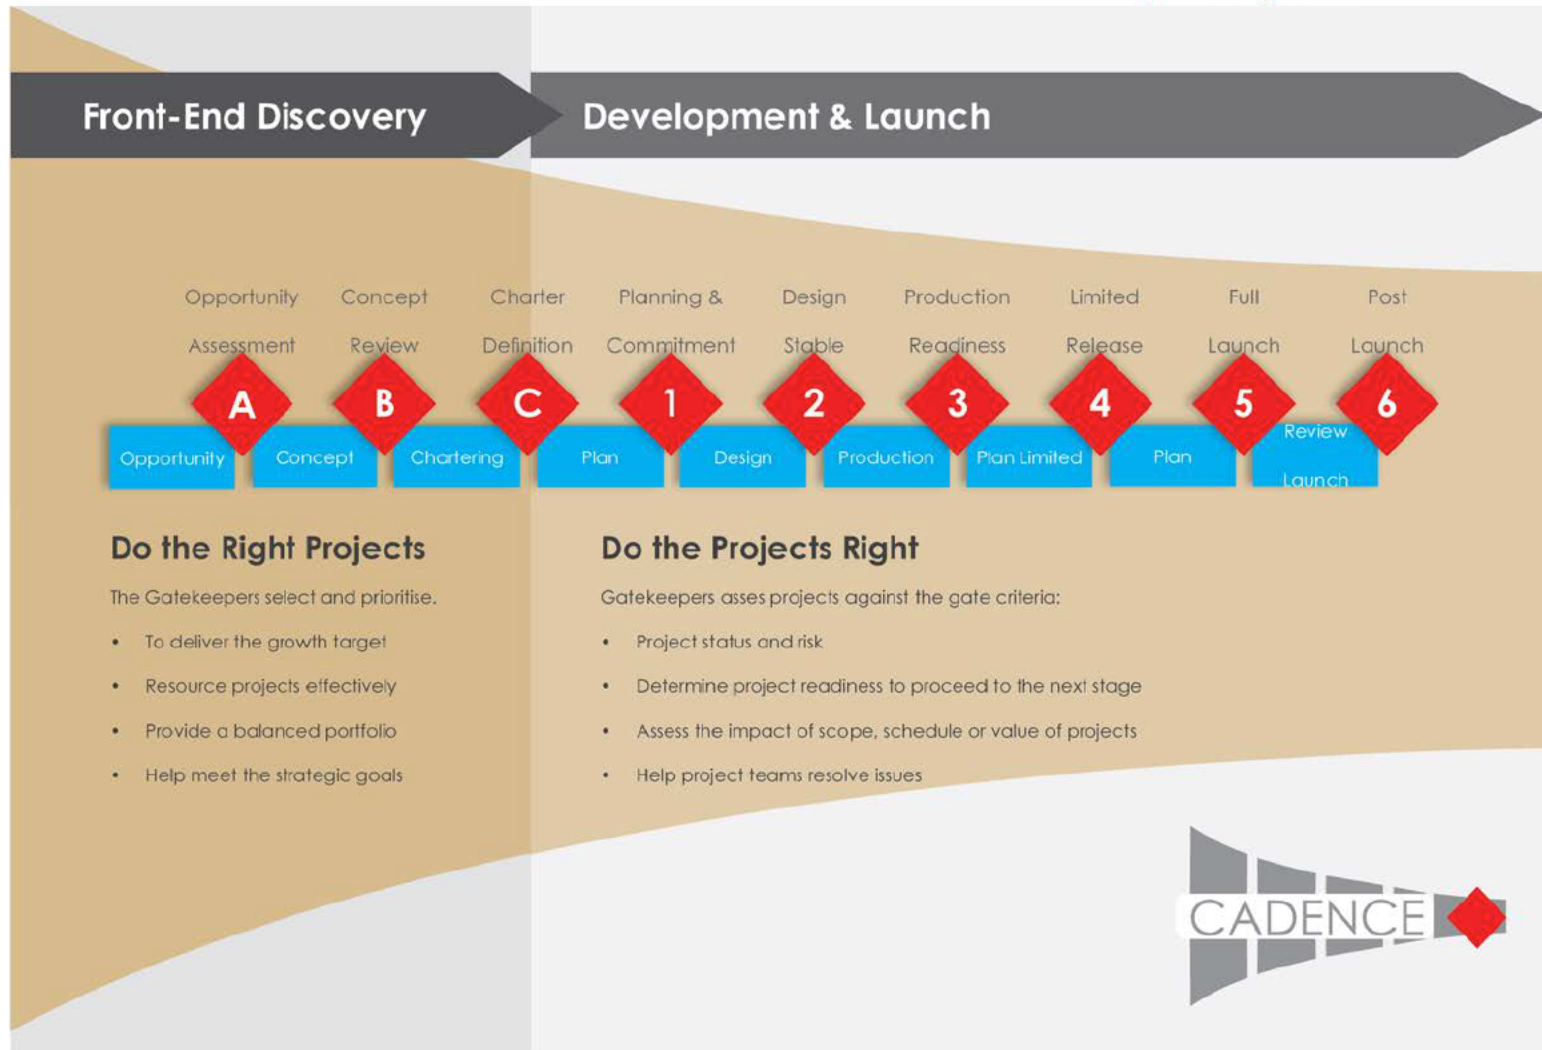 Front-End Discovery
Development & Launch
Opportunity Assessment
Concept Review
Charter Definition
Planning & Commitment
Design Stable
Production Readiness
Limited Release
Full Launch
Post Launch
A
B
C
1
2
3
4
5
6
Opportunity
Concept
Chartering
Plan
Design
Production
Plan Limited
Plan
Review
Launch
Do the Right Projects
The Gatekeepers select and prioritise.
• To deliver the growth target
• Resource projects effectively
• Provide a balanced portfolio
• Help meet the strategic goals
Do the Projects Right
Gatekeepers asses projects against the gate criteria:
• Project status and risk
• Determine project readiness to proceed to the next stage
• Assess the impact of scope, schedule or value of projects
• Help project teams resolve issues
CADENCE